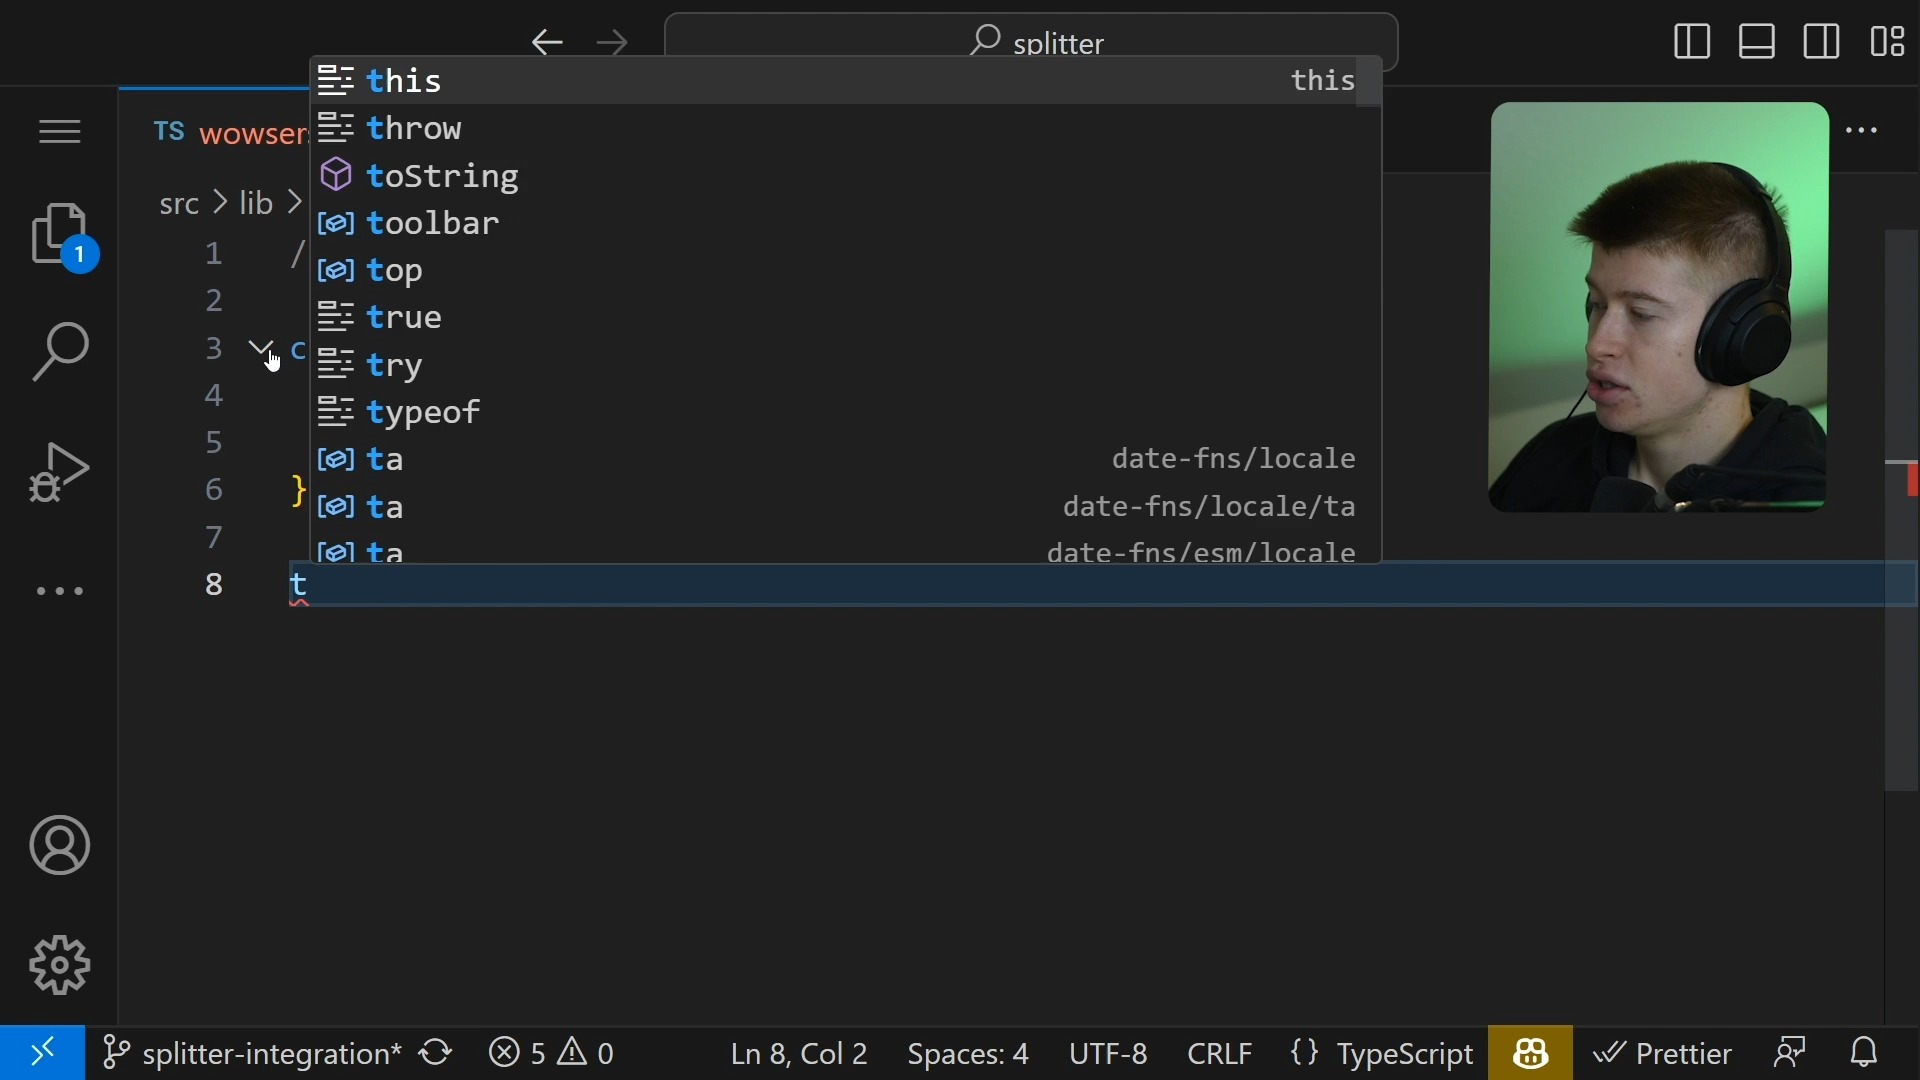 splitter
this this
throw
toString
toolbar
top
true
try
typeof
ta date-fns/locale
ta date-fns/locale/ta
ta date-fns/esm/locale
TS wowser
src > lib >
1 /
2
3 c
4
5
6 }
7
8 t
1
splitter-integration* 5 0 Ln 8, Col 2 Spaces: 4 UTF-8 CRLF {} TypeScript Prettier